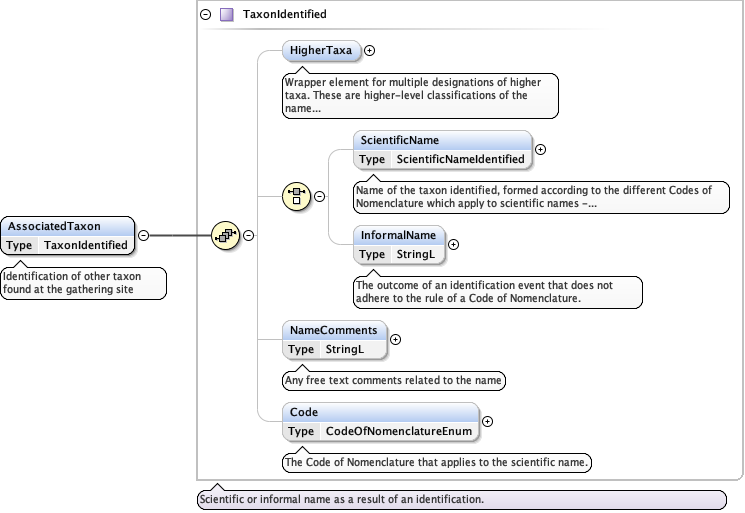 TaxonIdentified
HigherTaxa
Wrapper element for multiple designations of higher
taxa. These are higher-level classifications of the
name...
ScientificName
Type ScientificNameIdentified
Name of the taxon identified, formed according to the different Codes of
Nomenclature which apply to scientific names -...
AssociatedTaxon
Type TaxonIdentified
Identification of other taxon
found at the gathering site
InformalName
Type StringL
The outcome of an identification event that does not
adhere to the rule of a Code of Nomenclature.
NameComments
Type StringL
Any free text comments related to the name
Code
Type CodeOfNomenclatureEnum
The Code of Nomenclature that applies to the scientific name.
Scientific or informal name as a result of an identification.